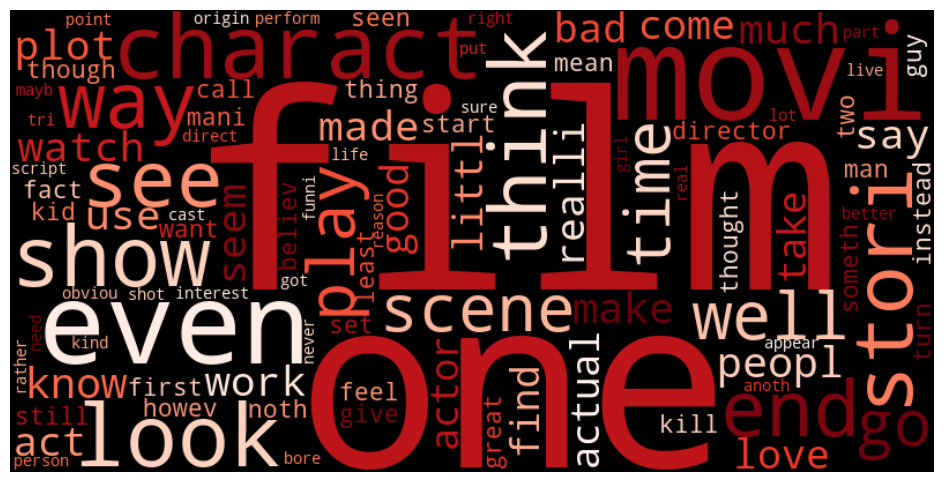 point
origin
perform
seen
right
bad
come
much
guy
plot
charact
put
movi
part
though
think
mean
live
mayb
way
call
thing
sure
lot
two
tri
mani
made
start
director
say
watch
direct
life
film
script
see
play
good
littl
realli
time
girl
real
man
stori
instead
fact
kid
use
cast
want
seem
believ
funni
reason
least
thought
take
someth
better
show
got
turn
obviou
shot
interest
scene
make
well
even
never
set
one
actor
actual
appear
peopl
need
kind
rather
know
first
work
feel
find
anoth
end
go
still
howev
noth
give
great
kill
act
look
love
person
bore